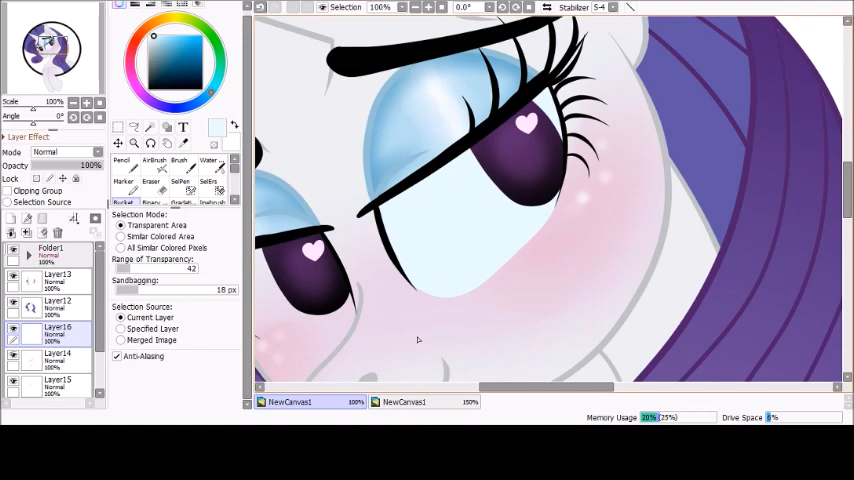 Selection 100% 0.0° Stabilizer S-4
Scale 100%
Angle 0°
Layer Effect
Mode Normal
Opacity 100%
Lock
Clipping Group
Selection Source
Folder1
Normal
100%
Layer13
Normal
100%
Layer12
Normal
100%
Layer16
Normal
100%
Layer14
Normal
100%
Layer15
Normal
100%
T
Pencil AirBrush Brush Water ...
Marker Eraser SelPen SelErs
Bucket Binary ...
Selection Mode:
Transparent Area
Similar Colored Area
All Similar Colored Pixels
Range of Transparency:
42
Sandbagging:
18 px
Selection Source:
Current Layer
Specified Layer
Merged Image
Anti-Aliasing
NewCanvas1 100% NewCanvas1 150%
Memory Usage 20% (25%) Drive Space 6%